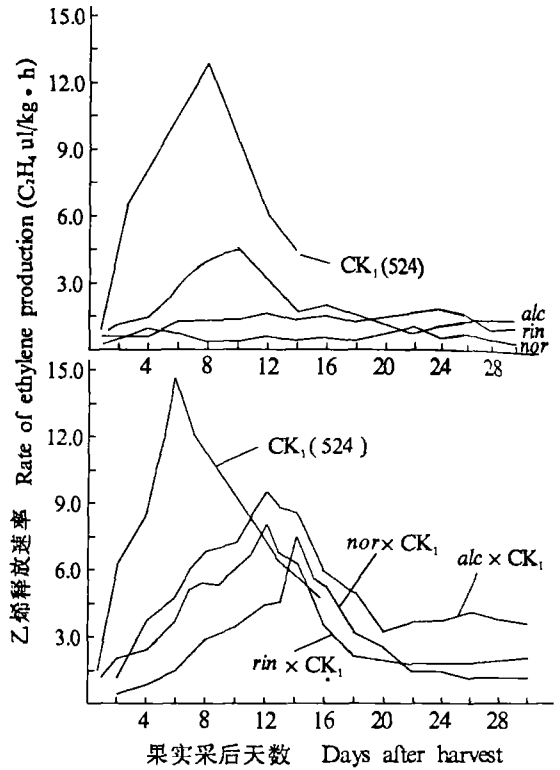 15.0
12.0
9.0
6.0
3.0
CK₁(524)
alc
rin
nor
4 8 12 16 20 24 28
15.0
12.0
9.0
6.0
3.0
CK₁(524)
nor×CK₁
alc×CK₁
rin×CK₁
4 8 12 16 20 24 28
乙烯释放速率 Rate of ethylene production (C₂H₄ ul/kg·h)
果实采后天数 Days after harvest